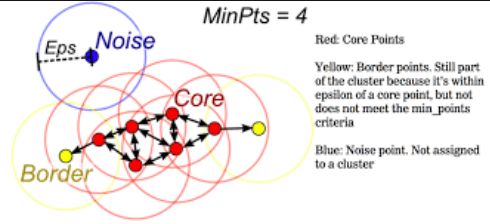 MinPts = 4
Eps
Noise
Core
Border
Red: Core Points
Yellow: Border points. Still part
of the cluster because it's within
epsilon of a core point, but not
does not meet the min_points
criteria
Blue: Noise point. Not assigned
to a cluster